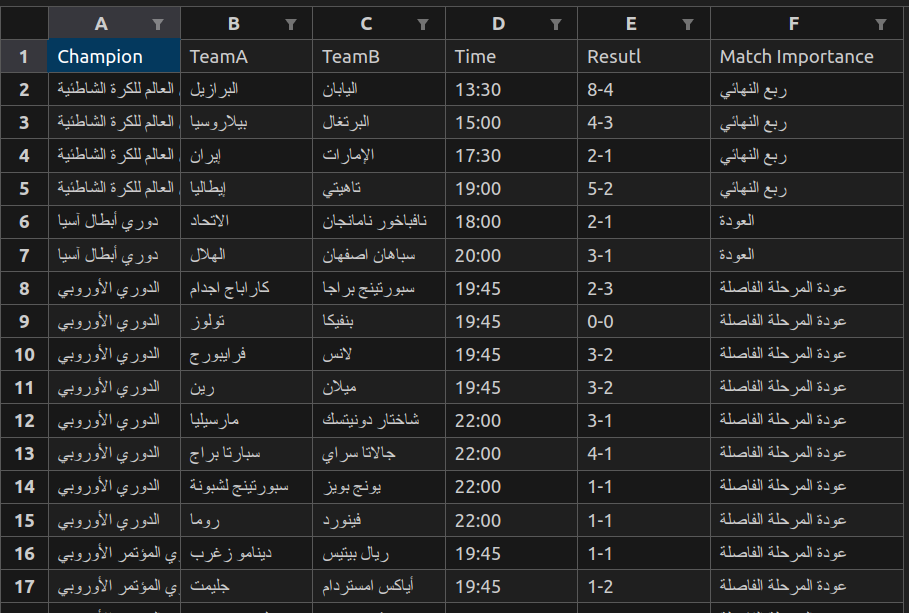 A B C D E F
1 Champion TeamA TeamB Time Resutl Match Importance
2 العالم للكرة الشاطئية البرازيل اليابان 13:30 8-4 ربع النهائي
3 العالم للكرة الشاطئية بيلاروسيا البرتغال 15:00 4-3 ربع النهائي
4 العالم للكرة الشاطئية إيران الإمارات 17:30 2-1 ربع النهائي
5 العالم للكرة الشاطئية إيطاليا تاهيتي 19:00 5-2 ربع النهائي
6 دوري أبطال آسيا الاتحاد نافباخور نامانجان 18:00 2-1 العودة
7 دوري أبطال آسيا الهلال سباهان اصفهان 20:00 3-1 العودة
8 الدوري الأوروبي كاراباج اجدام سبورتينج براجا 19:45 2-3 عودة المرحلة الفاصلة
9 الدوري الأوروبي تولوز بنفيكا 19:45 0-0 عودة المرحلة الفاصلة
10 الدوري الأوروبي فرايبورج لانس 19:45 3-2 عودة المرحلة الفاصلة
11 الدوري الأوروبي رين ميلان 19:45 3-2 عودة المرحلة الفاصلة
12 الدوري الأوروبي مارسيليا شاختار دونيتسك 22:00 3-1 عودة المرحلة الفاصلة
13 الدوري الأوروبي سبارتا براج جالاتا سراي 22:00 4-1 عودة المرحلة الفاصلة
14 الدوري الأوروبي سبورتينج لشبونة يونج بويز 22:00 1-1 عودة المرحلة الفاصلة
15 الدوري الأوروبي روما فينورد 22:00 1-1 عودة المرحلة الفاصلة
16 ي المؤتمر الأوروبي دينامو زغرب ريال بيتيس 19:45 1-1 عودة المرحلة الفاصلة
17 ي المؤتمر الأوروبي جليمت أياكس امستردام 19:45 1-2 عودة المرحلة الفاصلة